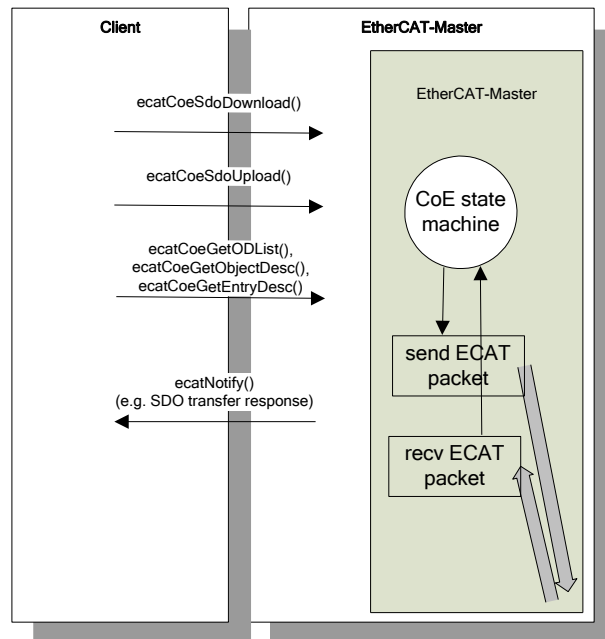 Client
EtherCAT-Master
EtherCAT-Master
ecatCoeSdoDownload()
ecatCoeSdoUpload()
CoE state
machine
ecatCoeGetODList(),
ecatCoeGetObjectDesc(),
ecatCoeGetEntryDesc()
send ECAT
packet
ecatNotify()
(e.g. SDO transfer response)
recv ECAT
packet